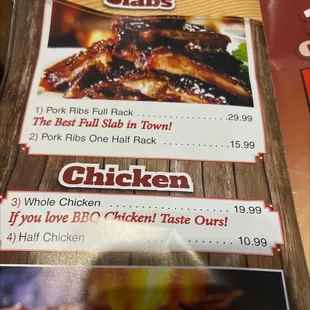 Slabs
1) Pork Ribs Full Rack ..................... 29.99
The Best Full Slab in Town!
2) Pork Ribs One Half Rack .............. 15.99
Chicken
3) Whole Chicken ......................... 19.99
If you love BBQ Chicken! Taste Ours!
4) Half Chicken ........................... 10.99